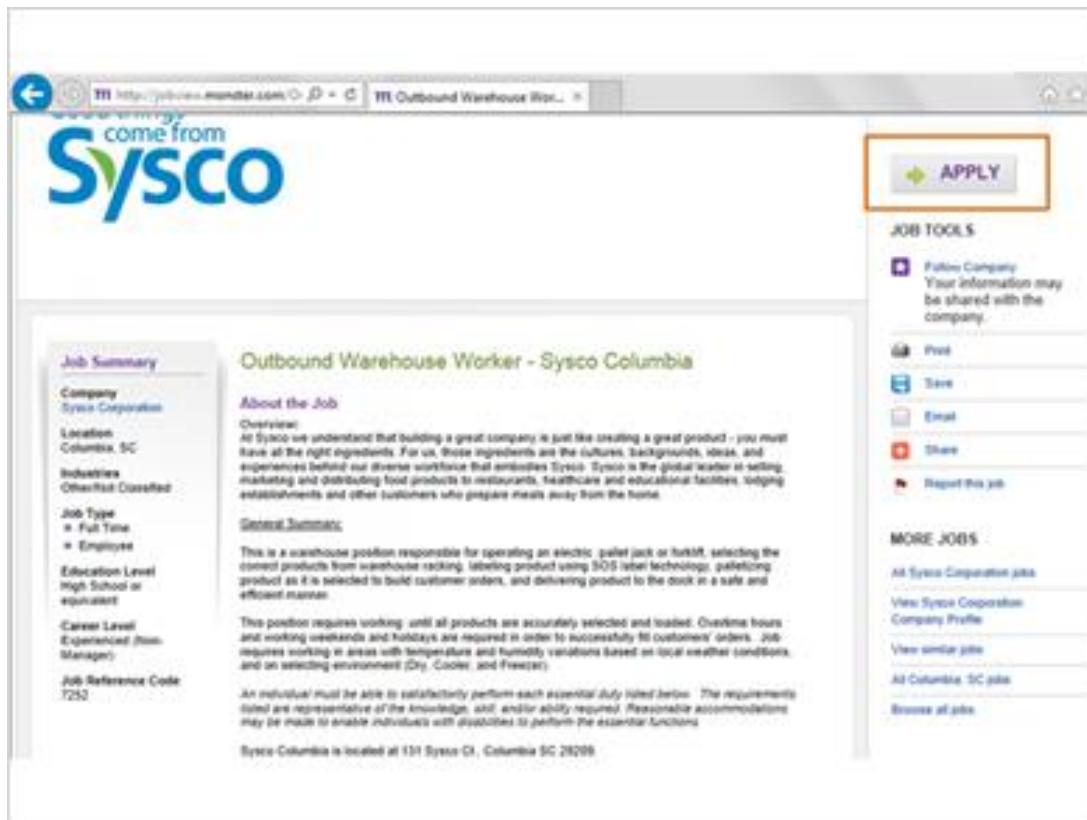 http://jobview.monster.com
Outbound Warehouse Wor...
good things
come from
Sysco
APPLY
JOB TOOLS
Follow Company
Your information may
be shared with the
company.
Print
Save
Email
Share
Report this job
MORE JOBS
All Sysco Corporation jobs
View Sysco Corporation
Company Profile
View similar jobs
All Columbia, SC jobs
Browse all jobs
Job Summary
Company
Sysco Corporation
Location
Columbia, SC
Industries
Other/Not Classified
Job Type
Full Time
Employee
Education Level
High School or
equivalent
Career Level
Experienced (Non-
Manager)
Job Reference Code
7252
Outbound Warehouse Worker - Sysco Columbia
About the Job
Overview:
At Sysco we understand that building a great company is just like creating a great product - you must
have all the right ingredients. For us, those ingredients are the cultures, backgrounds, ideas, and
experiences behind our diverse workforce that embodies Sysco. Sysco is the global leader in selling,
marketing and distributing food products to restaurants, healthcare and educational facilities, lodging
establishments and other customers who prepare meals away from the home.
General Summary:
This is a warehouse position responsible for operating an electric pallet jack or forklift, selecting the
correct products from warehouse racking, labeling product using SOS label technology, palletizing
product as it is selected to build customer orders, and delivering product to the dock in a safe and
efficient manner.
This position requires working until all products are accurately selected and loaded. Overtime hours
and working weekends and holidays are required in order to successfully fill customers' orders. Job
requires working in areas with temperature and humidity variations based on local weather conditions,
and on selecting environment (Dry, Cooler, and Freezer).
An individual must be able to satisfactorily perform each essential duty listed below. The requirements
listed are representative of the knowledge, skill, and/or ability required. Reasonable accommodations
may be made to enable individuals with disabilities to perform the essential functions.
Sysco Columbia is located at 131 Sysco Ct., Columbia SC 29209.